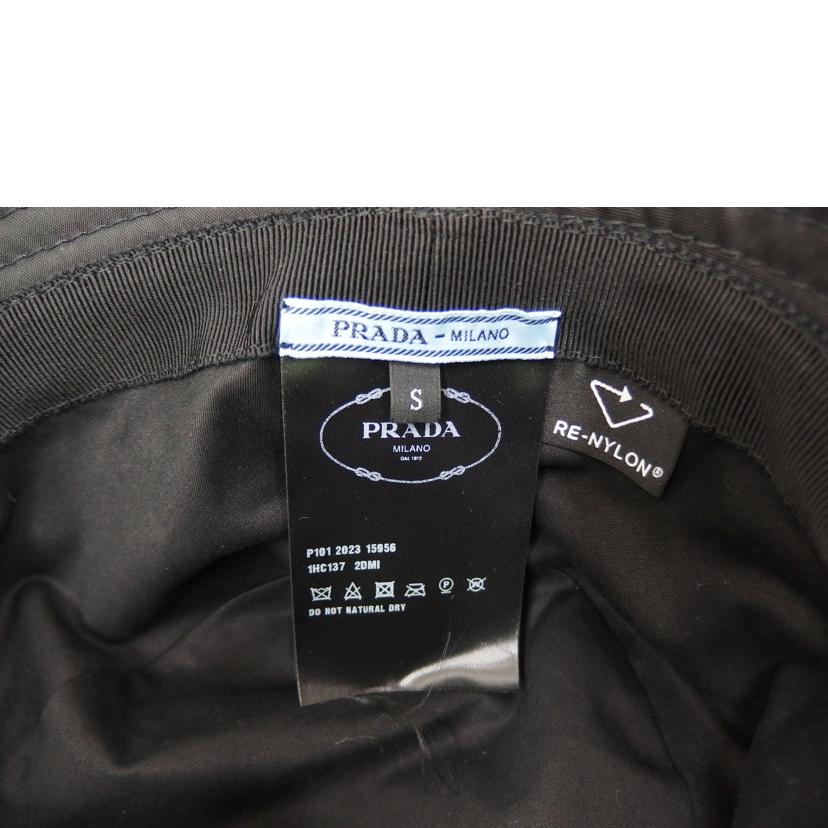 PRADA - MILANO
S
PRADA
MILANO
DAL 1913
RE-NYLON®
P101 2023 15956
1HC137 2DMI
P
W
DO NOT NATURAL DRY